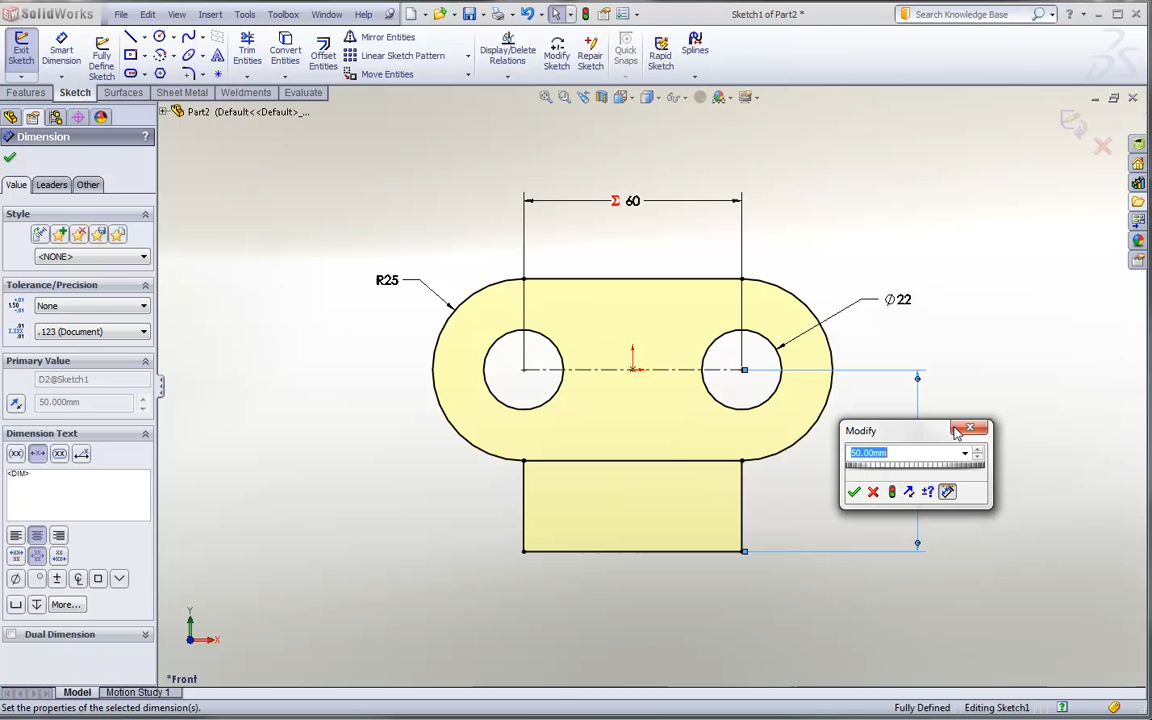 SolidWorks
File Edit View Insert Tools Toolbox Window Help
Sketch1 of Part2 *
Search Knowledge Base
Exit Sketch
Smart Dimension
Fully Define Sketch
Trim Entities
Convert Entities
Offset Entities
Mirror Entities
Linear Sketch Pattern
Move Entities
Display/Delete Relations
Modify Sketch
Repair Sketch
Quick Snaps
Rapid Sketch
Splines
Features Sketch Surfaces Sheet Metal Weldments Evaluate
Part2 (Default<<Default>_...
Dimension ?
Value Leaders Other
Style
<NONE>
Tolerance/Precision
None
.123 (Document)
Primary Value
D2@Sketch1
50.000mm
Dimension Text
<DIM>
More...
Dual Dimension
Σ 60
R25
∅22
Modify
50.00mm
Y
X
*Front
Model Motion Study 1
Set the properties of the selected dimension(s).
Fully Defined Editing Sketch1